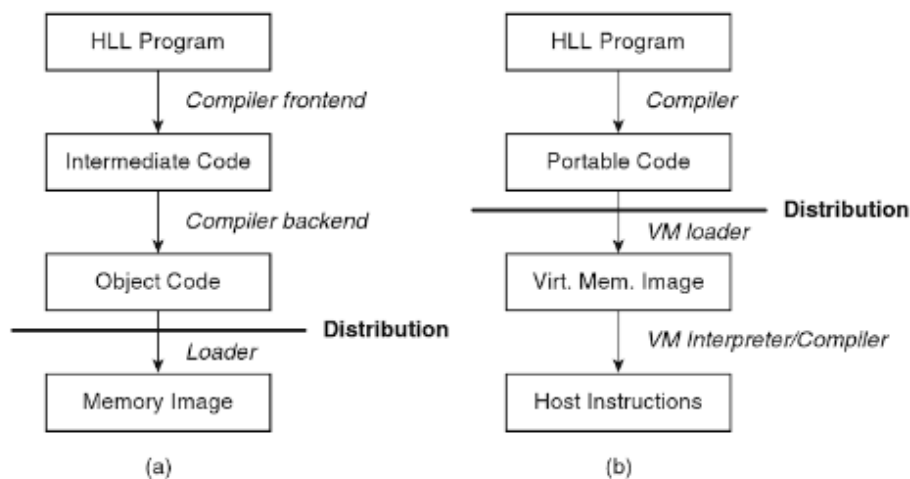 HLL Program
Compiler frontend
Intermediate Code
Compiler backend
Object Code
Distribution
Loader
Memory Image
(a)
HLL Program
Compiler
Portable Code
Distribution
VM loader
Virt. Mem. Image
VM Interpreter/Compiler
Host Instructions
(b)